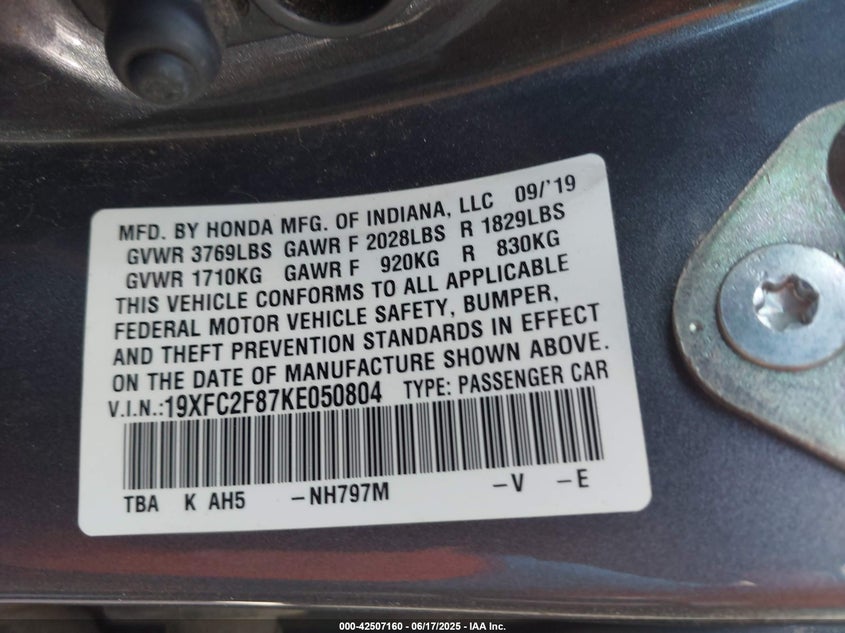 MFD. BY HONDA MFG. OF INDIANA, LLC 09/'19
GVWR 3769LBS GAWR F 2028LBS R 1829LBS
GVWR 1710KG GAWR F 920KG R 830KG
THIS VEHICLE CONFORMS TO ALL APPLICABLE
FEDERAL MOTOR VEHICLE SAFETY, BUMPER,
AND THEFT PREVENTION STANDARDS IN EFFECT
ON THE DATE OF MANUFACTURE SHOWN ABOVE.
V.I.N.:19XFC2F87KE050804 TYPE: PASSENGER CAR
TBA K AH5 -NH797M -V -E
000-42507160 - 06/17/2025 - IAA Inc.